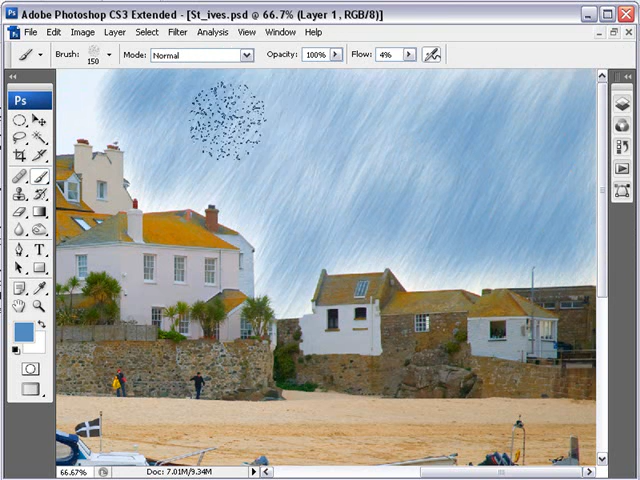 Adobe Photoshop CS3 Extended - [St_ives.psd @ 66.7% (Layer 1, RGB/8)]
Ps File Edit Image Layer Select Filter Analysis View Window Help
Brush: 150 Mode: Normal Opacity: 100% Flow: 4%
Ps
T
66.67% Doc: 7.01M/9.34M